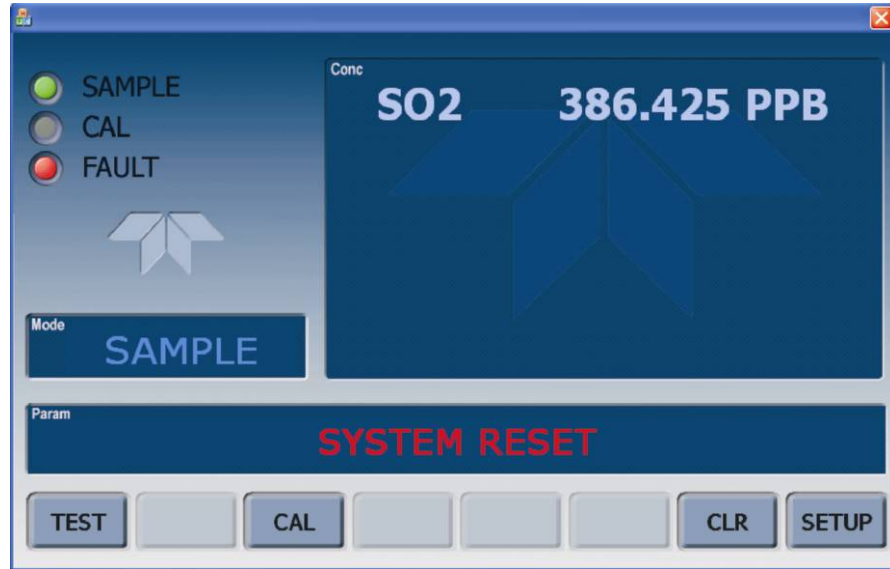 SAMPLE
CAL
FAULT
Conc
SO2 386.425 PPB
Mode
SAMPLE
Param
SYSTEM RESET
TEST CAL CLR SETUP